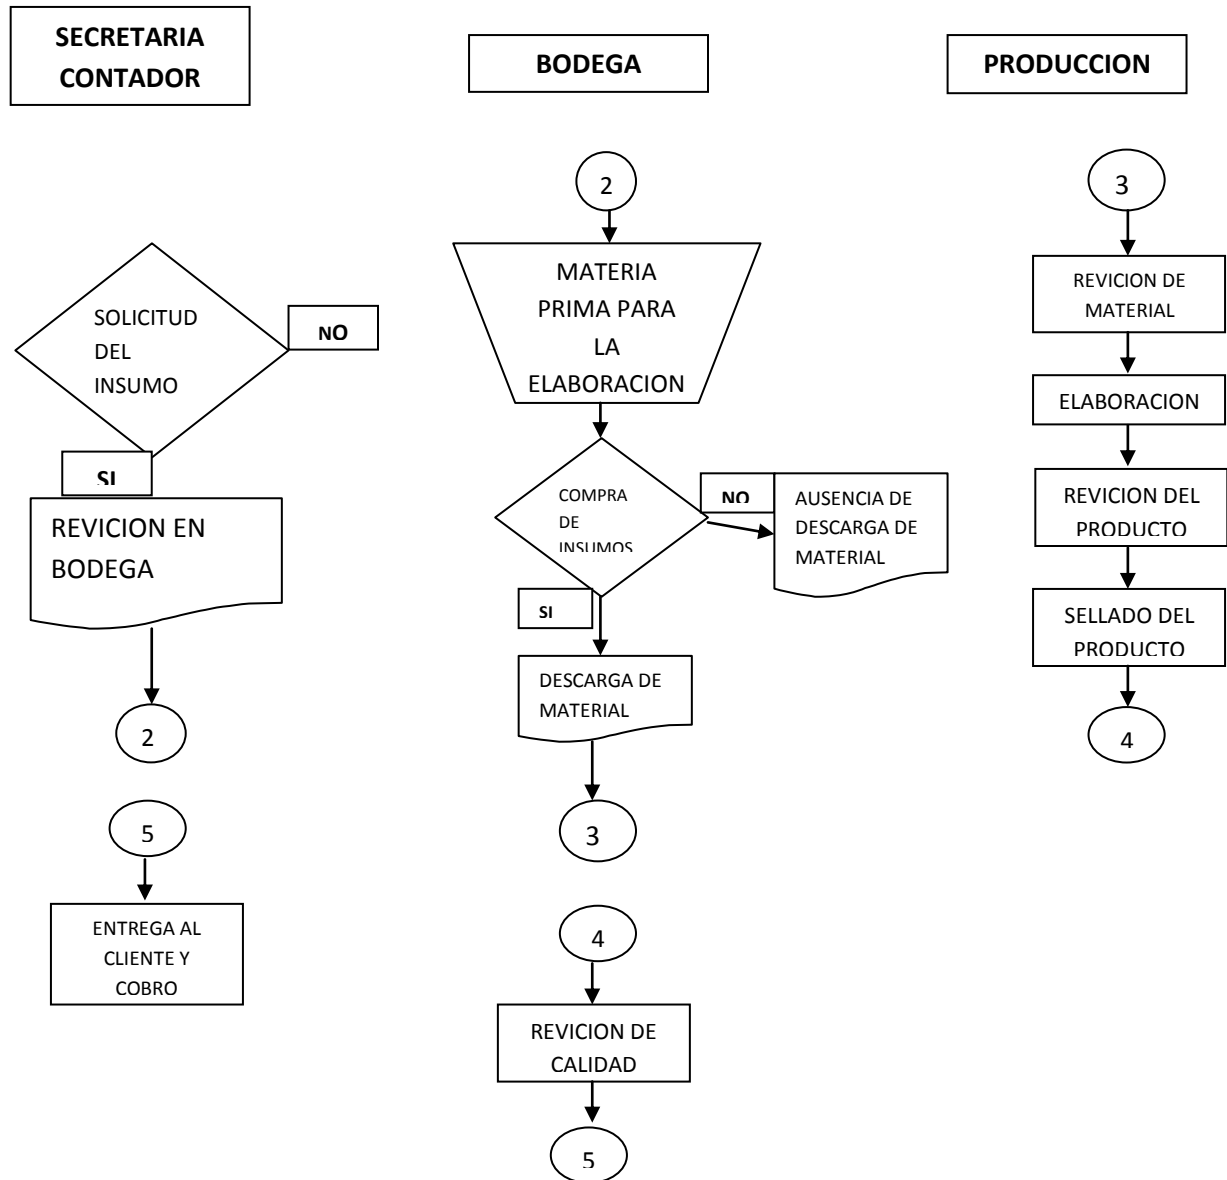 SECRETARIA
CONTADOR
SOLICITUD
DEL
INSUMO
NO
SI
REVICION EN
BODEGA
2
5
ENTREGA AL
CLIENTE Y
COBRO
BODEGA
2
MATERIA
PRIMA PARA
LA
ELABORACION
COMPRA
DE
INSUMOS
NO
AUSENCIA DE
DESCARGA DE
MATERIAL
SI
DESCARGA DE
MATERIAL
3
4
REVICION DE
CALIDAD
5
PRODUCCION
3
REVICION DE
MATERIAL
ELABORACION
REVICION DEL
PRODUCTO
SELLADO DEL
PRODUCTO
4